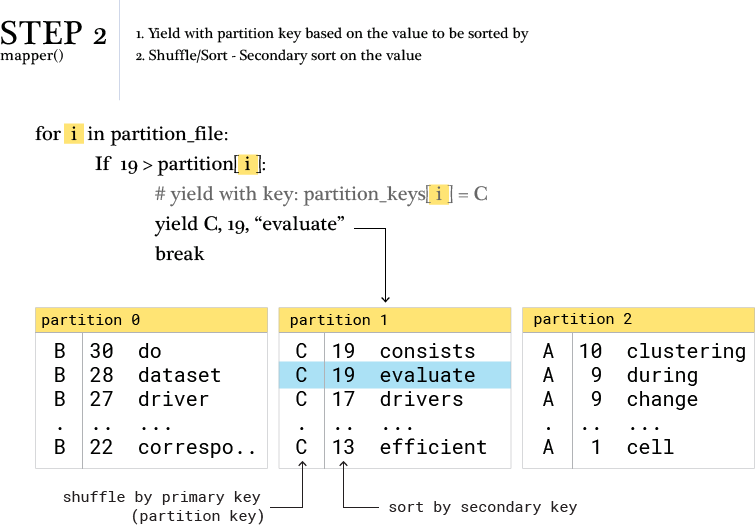 STEP 2
mapper()
1. Yield with partition key based on the value to be sorted by
2. Shuffle/Sort - Secondary sort on the value
for i in partition_file:
If 19 > partition[ i ]:
# yield with key: partition_keys[ i ] = C
yield C, 19, “evaluate”
break
partition 0
B 30 do
B 28 dataset
B 27 driver
. .. ...
B 22 correspo..
partition 1
C 19 consists
C 19 evaluate
C 17 drivers
. .. ...
C 13 efficient
partition 2
A 10 clustering
A 9 during
A 9 change
. .. ...
A 1 cell
shuffle by primary key
(partition key)
sort by secondary key